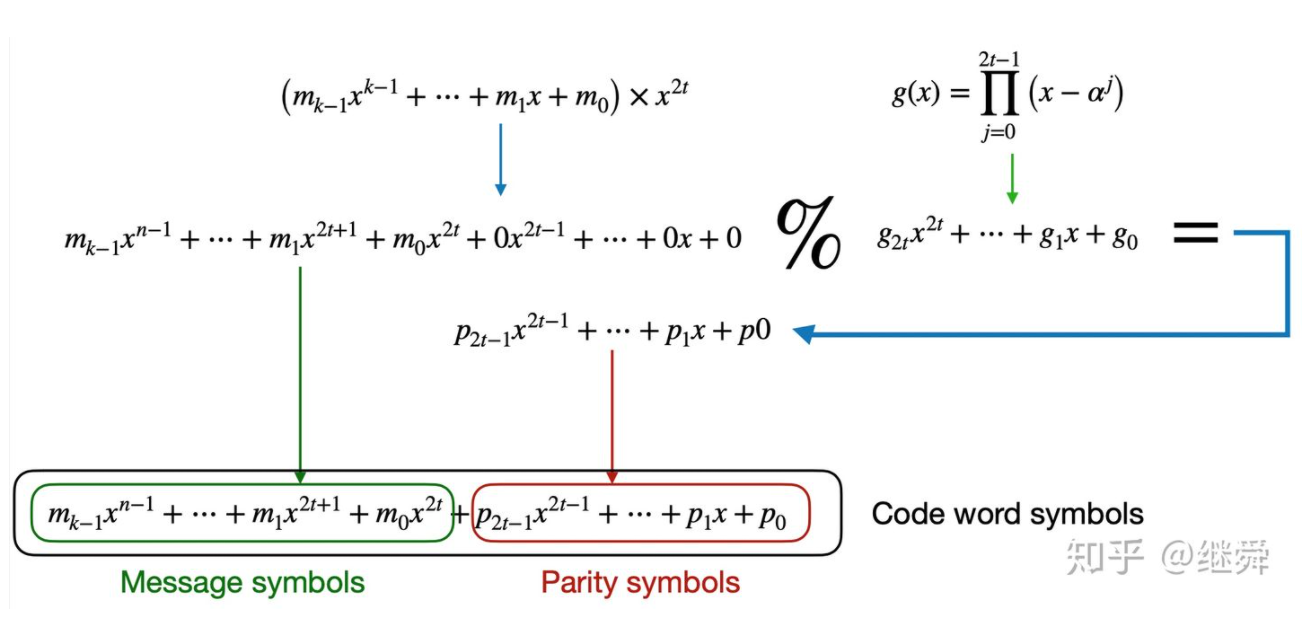 (m_{k−1}x^{k−1} + ⋯ + m_1x + m_0) × x^{2t}
g(x) = ∏_{j=0}^{2t−1} (x − α^j)
m_{k−1}x^{n−1} + ⋯ + m_1x^{2t+1} + m_0x^{2t} + 0x^{2t−1} + ⋯ + 0x + 0 % g_{2t}x^{2t} + ⋯ + g_1x + g_0 =
p_{2t−1}x^{2t−1} + ⋯ + p_1x + p0
m_{k−1}x^{n−1} + ⋯ + m_1x^{2t+1} + m_0x^{2t} + p_{2t−1}x^{2t−1} + ⋯ + p_1x + p_0 Code word symbols
知乎 @继舜
Message symbols Parity symbols